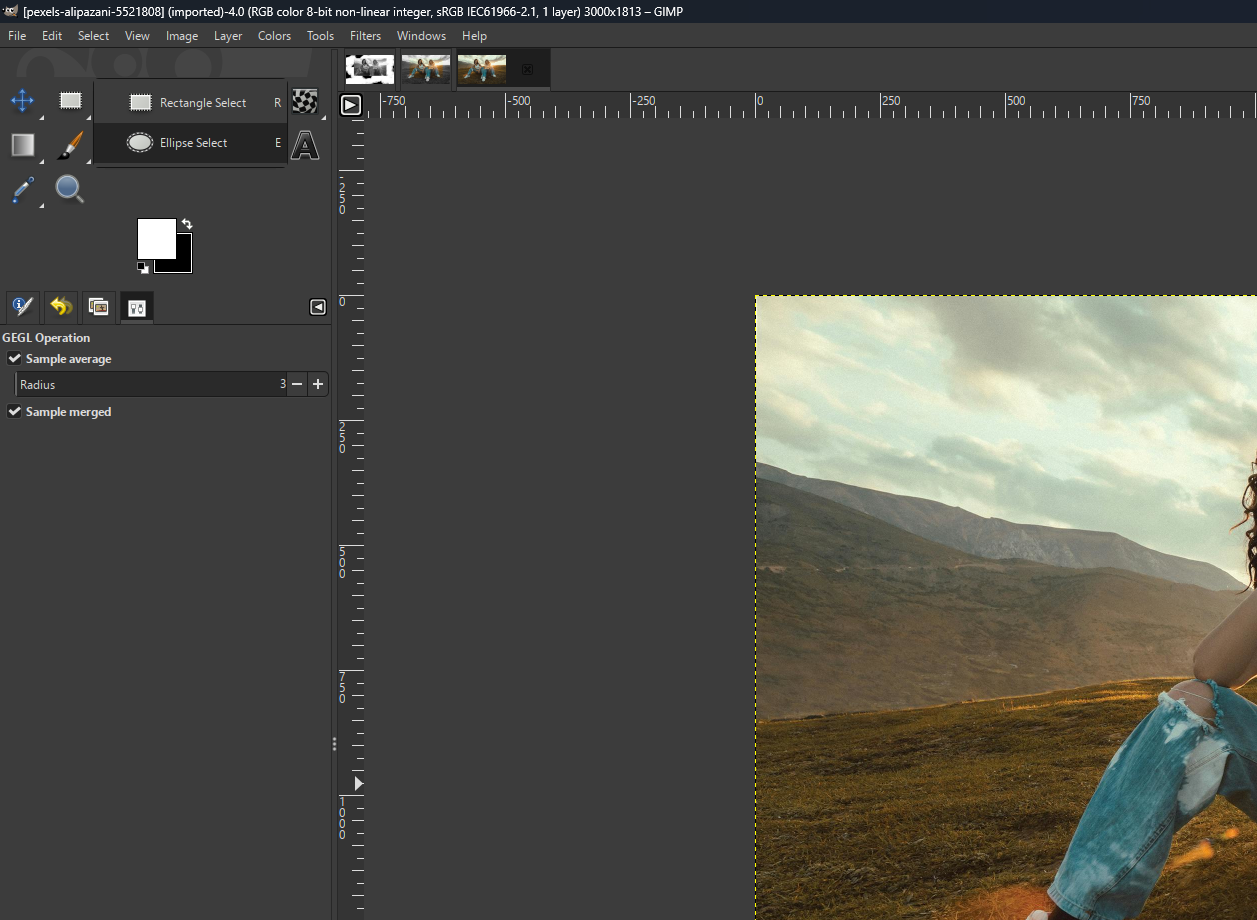 [pexels-alipazani-5521808] (imported)-4.0 (RGB color 8-bit non-linear integer, sRGB IEC61966-2.1, 1 layer) 3000x1813 – GIMP
File Edit Select View Image Layer Colors Tools Filters Windows Help
Rectangle Select R
Ellipse Select E
A
-750 -500 -250 0 250 500 750
-250
0
250
500
750
1000
GEGL Operation
Sample average
Radius 3
Sample merged